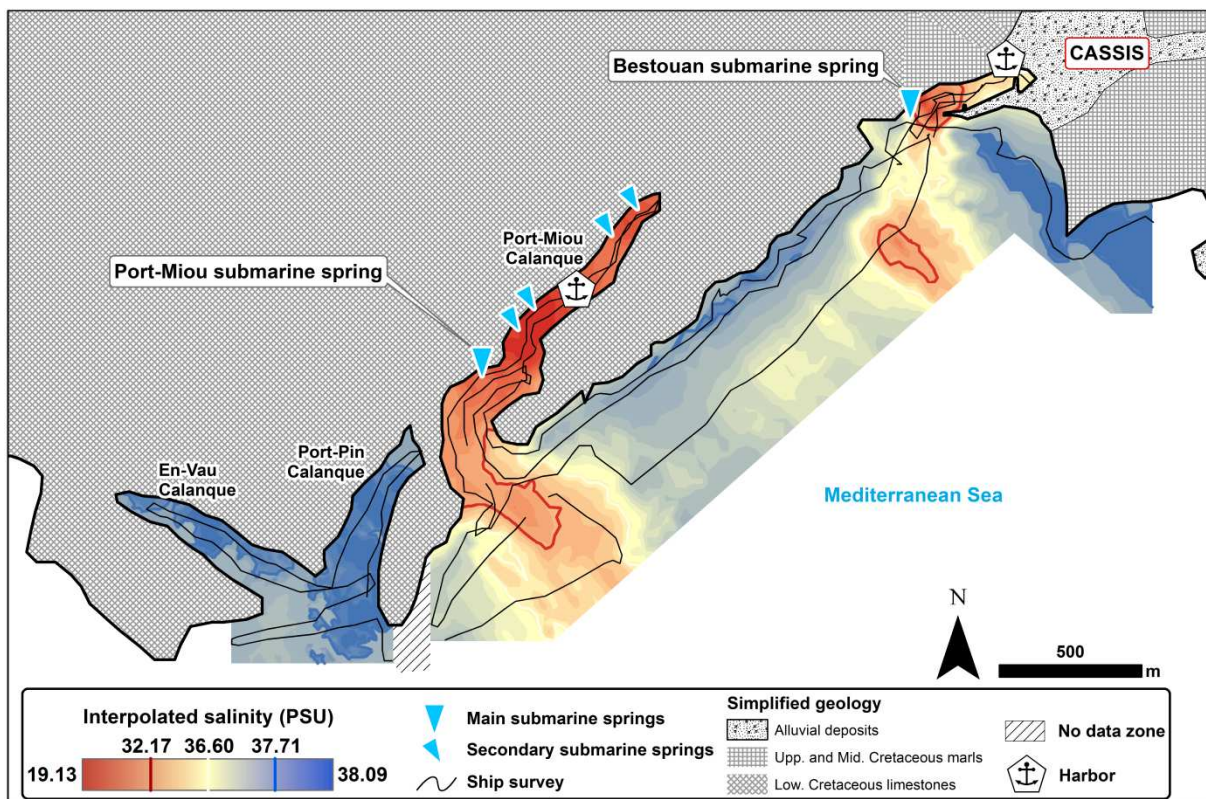 Bestouan submarine spring
CASSIS
Port-Miou
Calanque
Port-Miou submarine spring
Port-Pin
Calanque
En-Vau
Calanque
Mediterranean Sea
N
500
m
Interpolated salinity (PSU)
32.17 36.60 37.71
19.13 38.09
Main submarine springs
Secondary submarine springs
Ship survey
Simplified geology
Alluvial deposits
Upp. and Mid. Cretaceous marls
Low. Cretaceous limestones
No data zone
Harbor